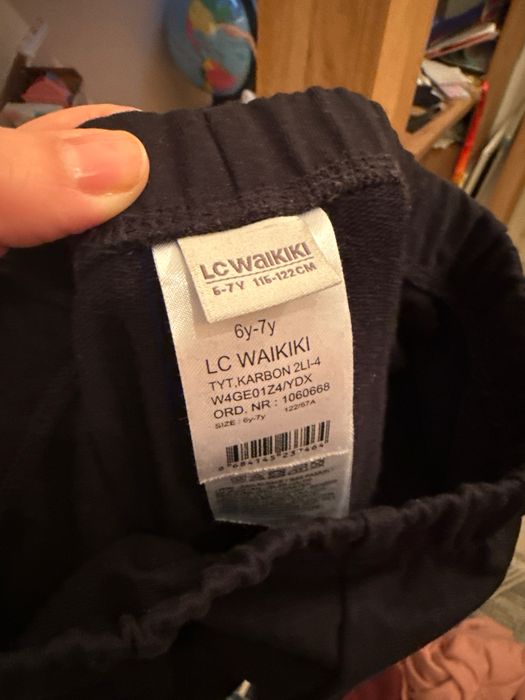 LC WAIKIKI
6-7Y 116-122CM
6y-7y
LC WAIKIKI
TYT,KARBON 2LI-4
W4GE01Z4/YDX
ORD. NR : 1060668
SIZE : 6y-7y 122/67A